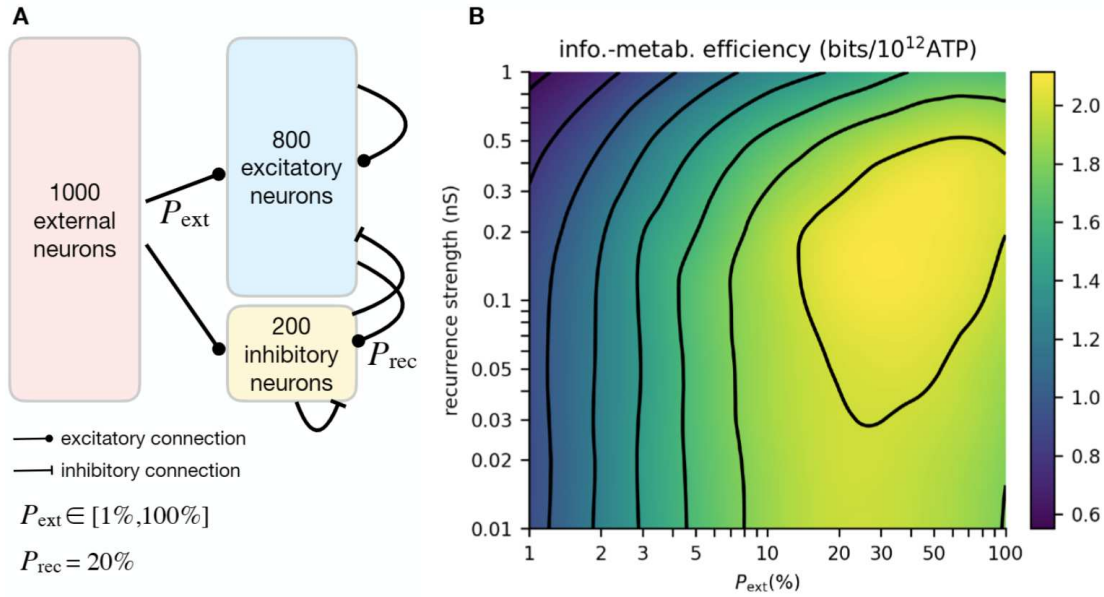 A
1000
external
neurons
P_ext
800
excitatory
neurons
200
inhibitory
neurons
P_rec
excitatory connection
inhibitory connection
P_ext ∈ [1%,100%]
P_rec = 20%
B
info.-metab. efficiency (bits/10¹²ATP)
recurrence strength (nS)
1
0.5
0.3
0.2
0.1
0.05
0.03
0.02
0.01
1 2 3 5 10 20 30 50 100
P_ext(%)
2.0
1.8
1.6
1.4
1.2
1.0
0.8
0.6